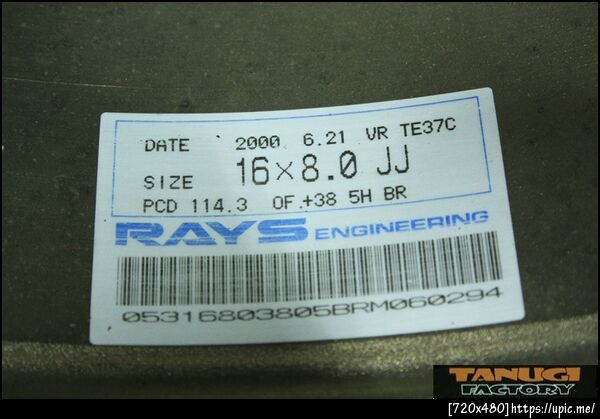 DATE 2000 6.21 VR TE37C
SIZE 16×8.0 JJ
PCD 114.3 OF.+38 5H BR
RAYS ENGINEERING
05316803805BRM060294
TANUGI
FACTORY
[720x480]https://upic.me/